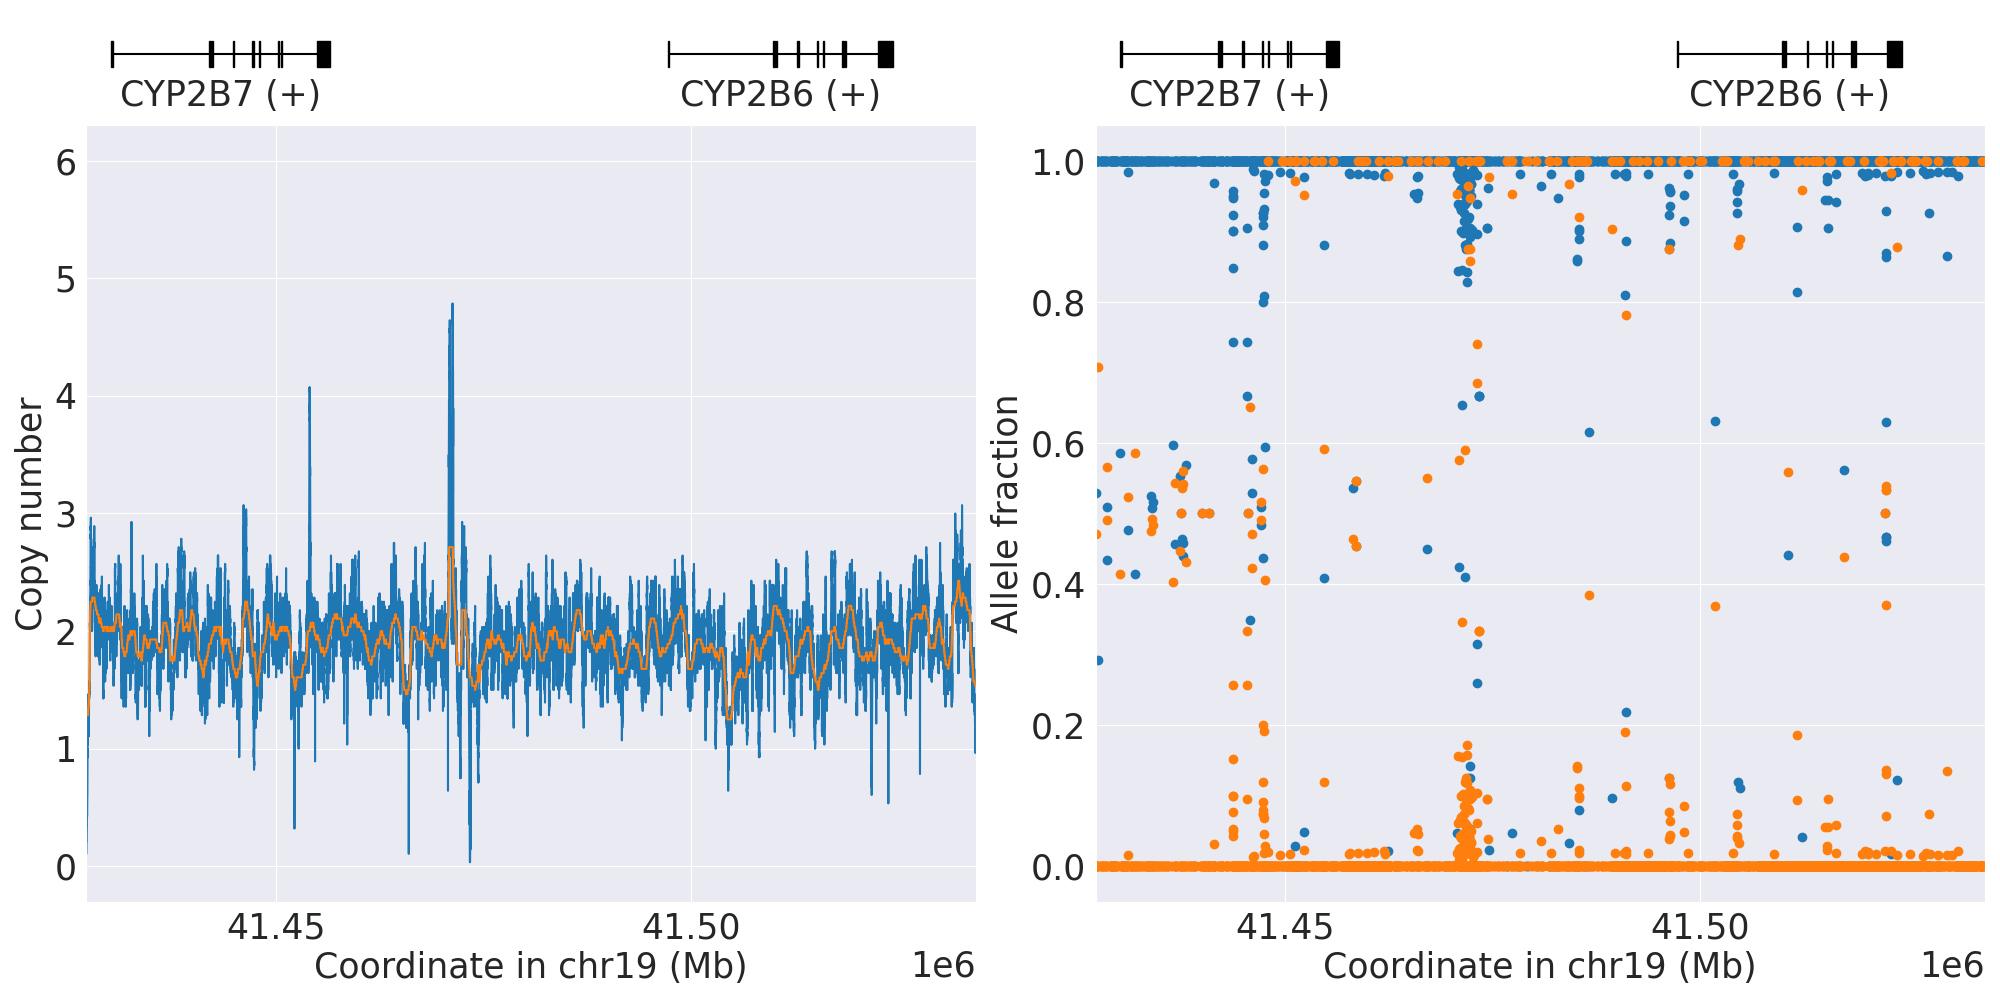 CYP2B7 (+)
CYP2B6 (+)
6
5
4
3
2
1
0
Copy number
41.45
41.50
Coordinate in chr19 (Mb)
1e6
CYP2B7 (+)
CYP2B6 (+)
1.0
0.8
0.6
0.4
0.2
0.0
Allele fraction
41.45
41.50
Coordinate in chr19 (Mb)
1e6